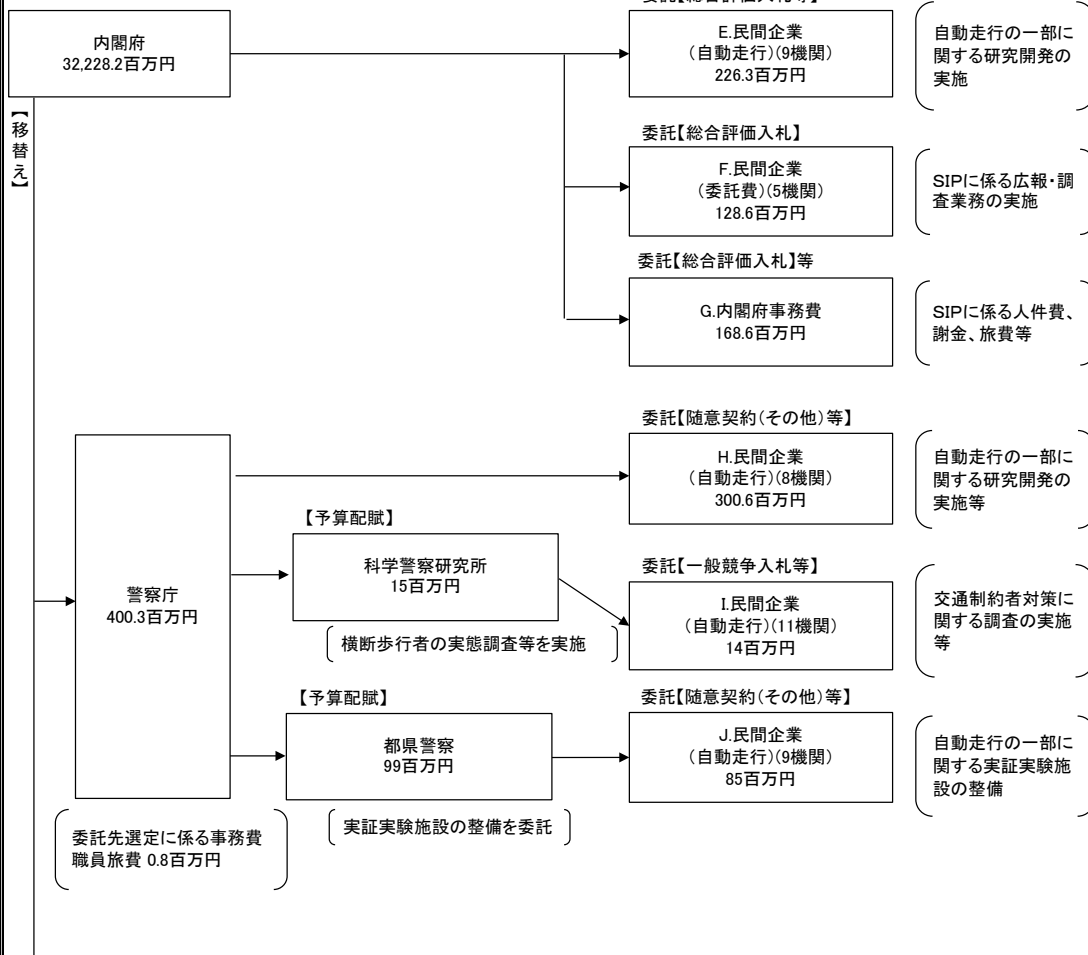 委託【総合評価入札等】
内閣府
32,228.2百万円
E.民間企業
(自動走行)(9機関)
226.3百万円
自動走行の一部に
関する研究開発の
実施
【移替え】
委託【総合評価入札】
F.民間企業
(委託費)(5機関)
128.6百万円
SIPに係る広報・調
査業務の実施
委託【総合評価入札】等
G.内閣府事務費
168.6百万円
SIPに係る人件費、
謝金、旅費等
委託【随意契約(その他)等】
H.民間企業
(自動走行)(8機関)
300.6百万円
自動走行の一部に
関する研究開発の
実施等
警察庁
400.3百万円
【予算配賦】
科学警察研究所
15百万円
横断歩行者の実態調査等を実施
委託【一般競争入札等】
I.民間企業
(自動走行)(11機関)
14百万円
交通制約者対策に
関する調査の実施
等
【予算配賦】
都県警察
99百万円
実証実験施設の整備を委託
委託【随意契約(その他)等】
J.民間企業
(自動走行)(9機関)
85百万円
自動走行の一部に
関する実証実験施
設の整備
委託先選定に係る事務費
職員旅費 0.8百万円